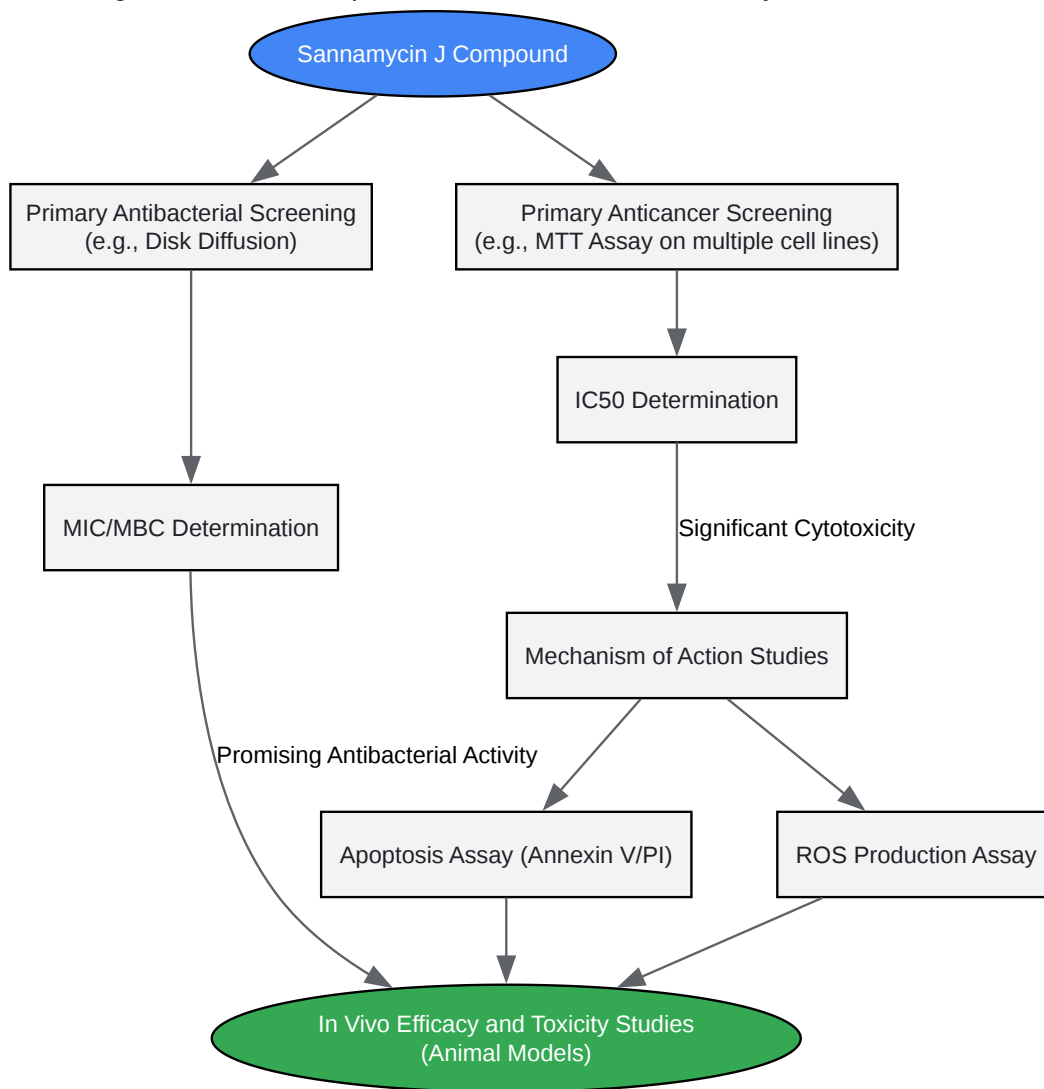 Sannamycin J Compound
Primary Antibacterial Screening
(e.g., Disk Diffusion)
Primary Anticancer Screening
(e.g., MTT Assay on multiple cell lines)
IC50 Determination
MIC/MBC Determination
Significant Cytotoxicity
Mechanism of Action Studies
Promising Antibacterial Activity
Apoptosis Assay (Annexin V/PI)
ROS Production Assay
In Vivo Efficacy and Toxicity Studies
(Animal Models)